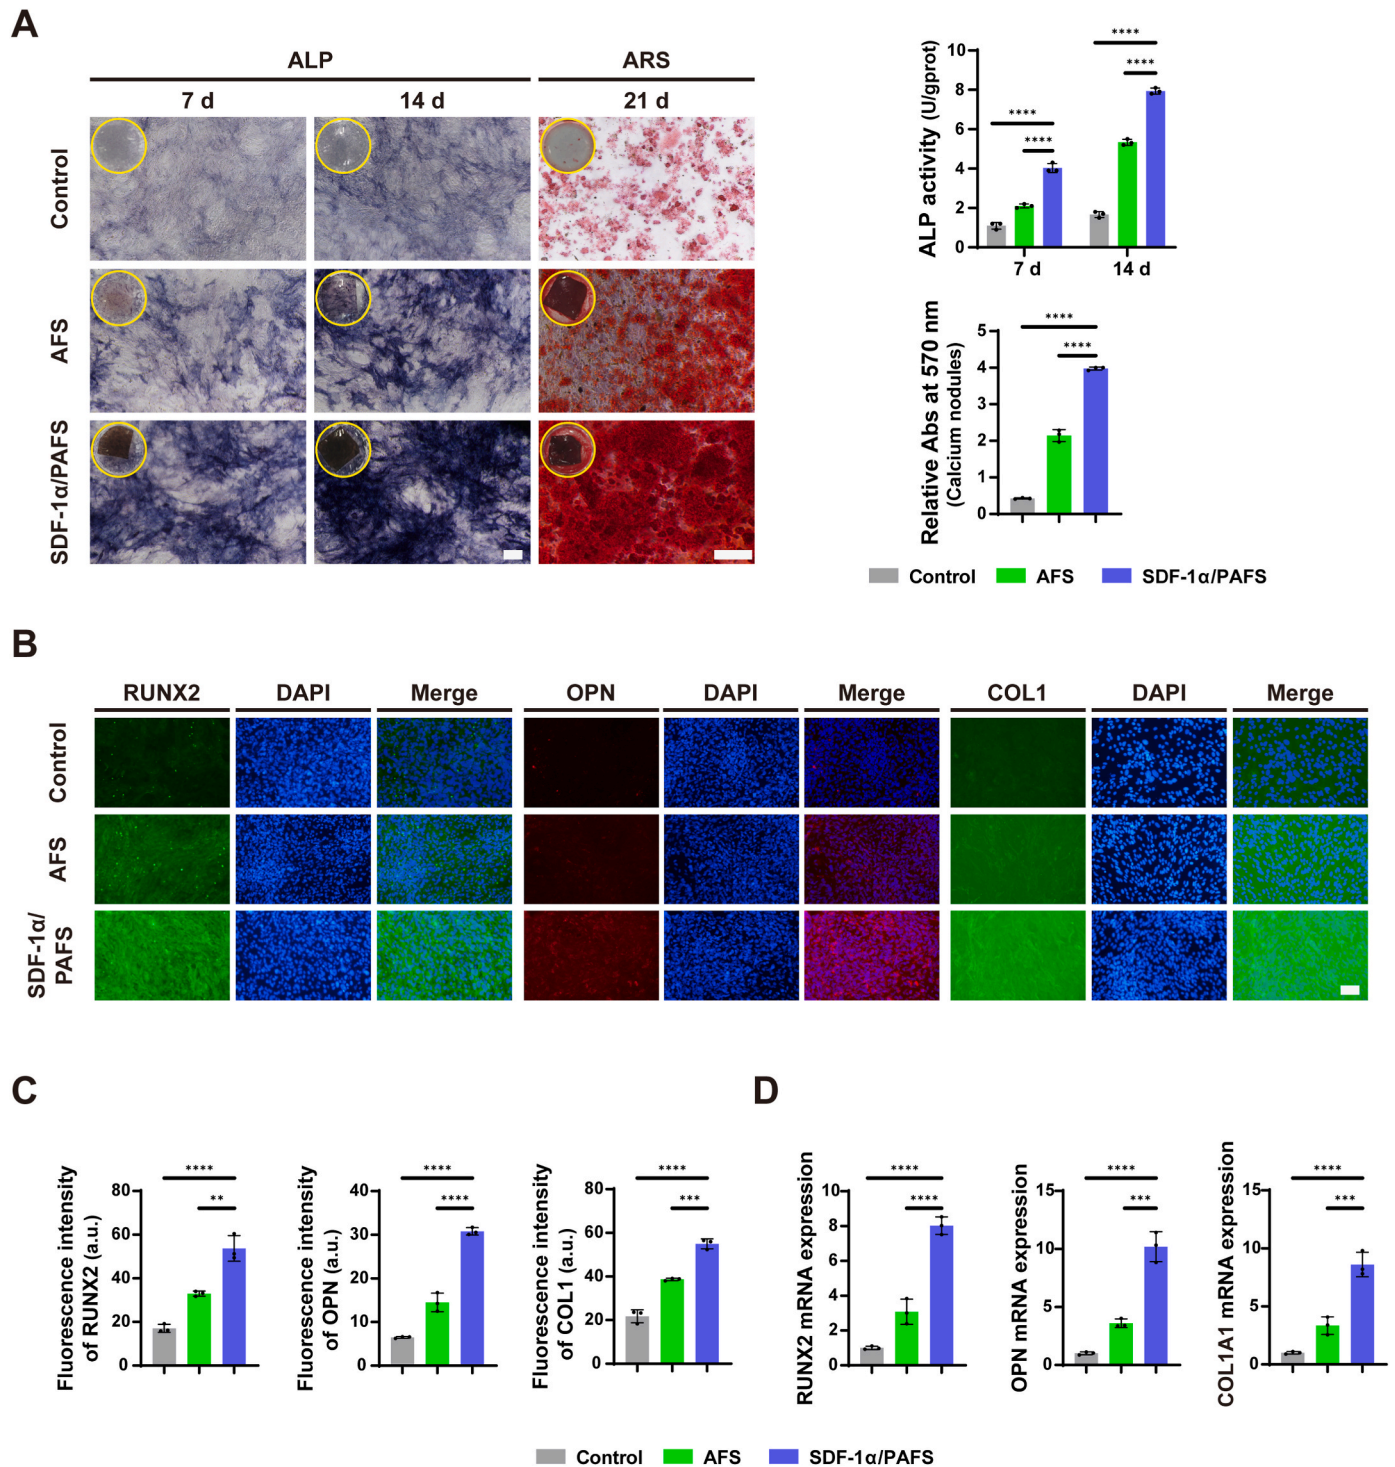 A
ALP
ARS
7 d
14 d
21 d
Control
AFS
SDF-1α/PAFS
ALP activity (U/gprot)
10
8
6
4
2
0
****
****
****
****
7 d
14 d
Relative Abs at 570 nm
(Calcium nodules)
5
4
3
2
1
0
****
****
Control
AFS
SDF-1α/PAFS
B
RUNX2
DAPI
Merge
OPN
DAPI
Merge
COL1
DAPI
Merge
Control
AFS
SDF-1α/
PAFS
C
Fluorescence intensity
of RUNX2 (a.u.)
80
60
40
20
0
****
**
Fluorescence intensity
of OPN (a.u.)
40
30
20
10
0
****
****
Fluorescence intensity
of COL1 (a.u.)
80
60
40
20
0
****
***
D
RUNX2 mRNA expression
10
8
6
4
2
0
****
****
OPN mRNA expression
15
10
5
0
****
***
COL1A1 mRNA expression
15
10
5
0
****
***
Control
AFS
SDF-1α/PAFS